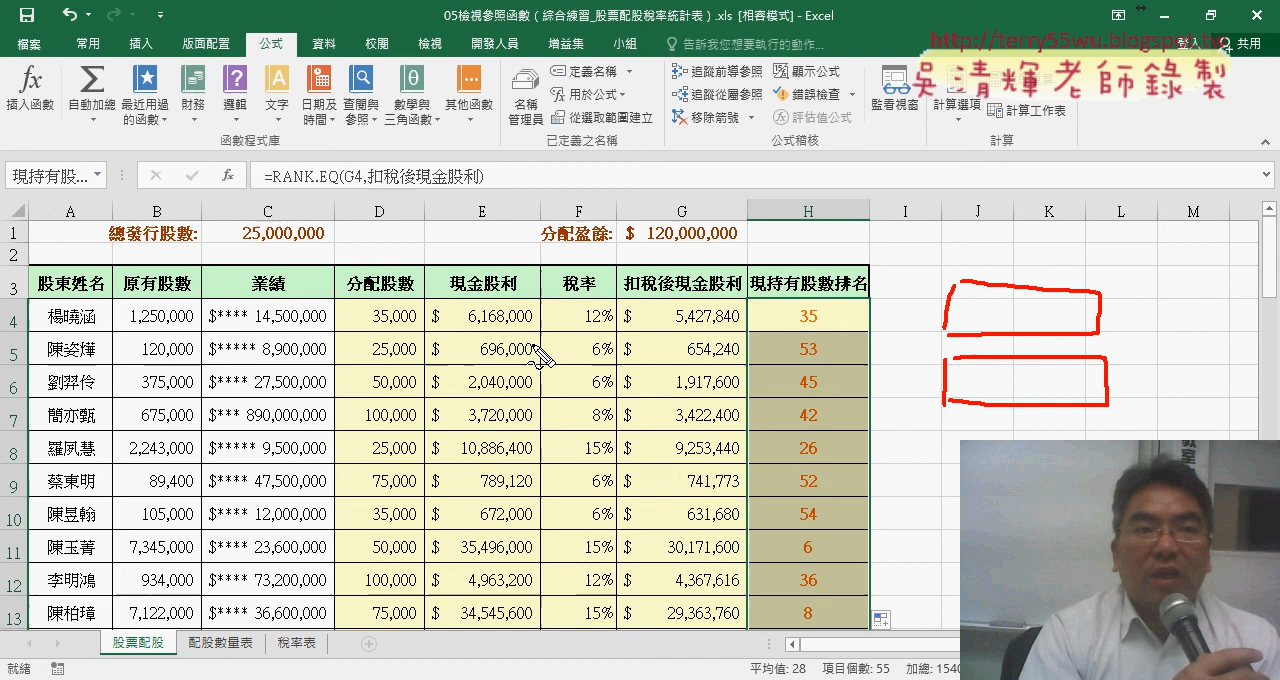 05檢視參照函數（綜合練習_股票配股稅率統計表）.xls [相容模式] - Excel
檔案 常用 插入 版面配置 公式 資料 校閱 檢視 開發人員 增益集 小組 告訴我您想要執行的動作... 登入 共用
http://terry55wu.blogspot.tw
吳清輝老師錄製
插入函數 自動加總 最近用過的函數 財務 邏輯 文字 日期及時間 查閱與參照 數學與三角函數 其他函數
名稱管理員 定義名稱 用於公式 從選取範圍建立
追蹤前導參照 追蹤從屬參照 移除箭號 顯示公式 錯誤檢查 評估值公式 監看視窗
計算選項 計算工作表
函數程式庫 已定義之名稱 公式稽核 計算
現持有股... fx =RANK.EQ(G4,扣稅後現金股利)
A B C D E F G H I J K L M
1 總發行股數: 25,000,000 分配盈餘: $ 120,000,000
2
3 股東姓名 原有股數 業績 分配股數 現金股利 稅率 扣稅後現金股利 現持有股數排名
4 楊曉涵 1,250,000 $**** 14,500,000 35,000 $ 6,168,000 12% $ 5,427,840 35
5 陳姿燁 120,000 $***** 8,900,000 25,000 $ 696,000 6% $ 654,240 53
6 劉羿伶 375,000 $**** 27,500,000 50,000 $ 2,040,000 6% $ 1,917,600 45
7 簡亦甄 675,000 $**** 96,500,000 100,000 $ 3,720,000 8% $ 3,422,400 42
8 羅夙慧 2,243,000 $***** 9,500,000 25,000 $ 10,886,400 15% $ 9,253,440 26
9 蔡東明 89,400 $**** 47,500,000 75,000 $ 789,120 6% $ 741,773 52
10 陳昱翰 105,000 $**** 12,000,000 35,000 $ 672,000 6% $ 631,680 54
11 陳玉菁 7,345,000 $**** 23,600,000 50,000 $ 35,496,000 15% $ 30,171,600 6
12 李明鴻 934,000 $**** 73,200,000 100,000 $ 4,963,200 12% $ 4,367,616 36
13 陳柏璋 7,122,000 $**** 36,600,000 75,000 $ 34,545,600 15% $ 29,363,760 8
股票配股 配股數量表 稅率表
就緒 平均值: 28 項目個數: 55 加總: 1540